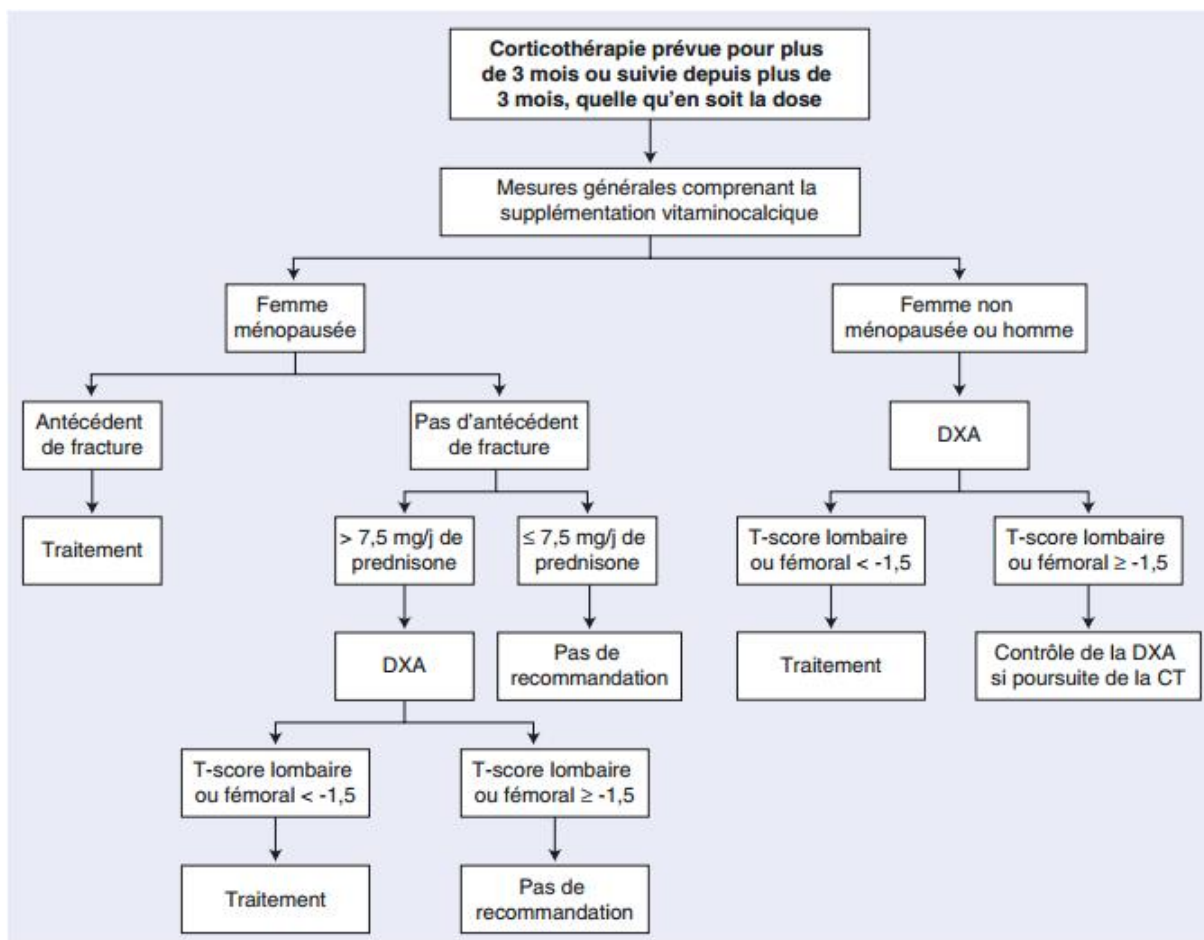 Corticothérapie prévue pour plus
de 3 mois ou suivie depuis plus de
3 mois, quelle qu'en soit la dose
Mesures générales comprenant la
supplémentation vitaminocalcique
Femme
ménopausée
Femme non
ménopausée ou homme
Antécédent
de fracture
Pas d'antécédent
de fracture
DXA
Traitement
> 7,5 mg/j de
prednisone
≤ 7,5 mg/j de
prednisone
T-score lombaire
ou fémoral < -1,5
T-score lombaire
ou fémoral ≥ -1,5
DXA
Pas de
recommandation
Traitement
Contrôle de la DXA
si poursuite de la CT
T-score lombaire
ou fémoral < -1,5
T-score lombaire
ou fémoral ≥ -1,5
Traitement
Pas de
recommandation